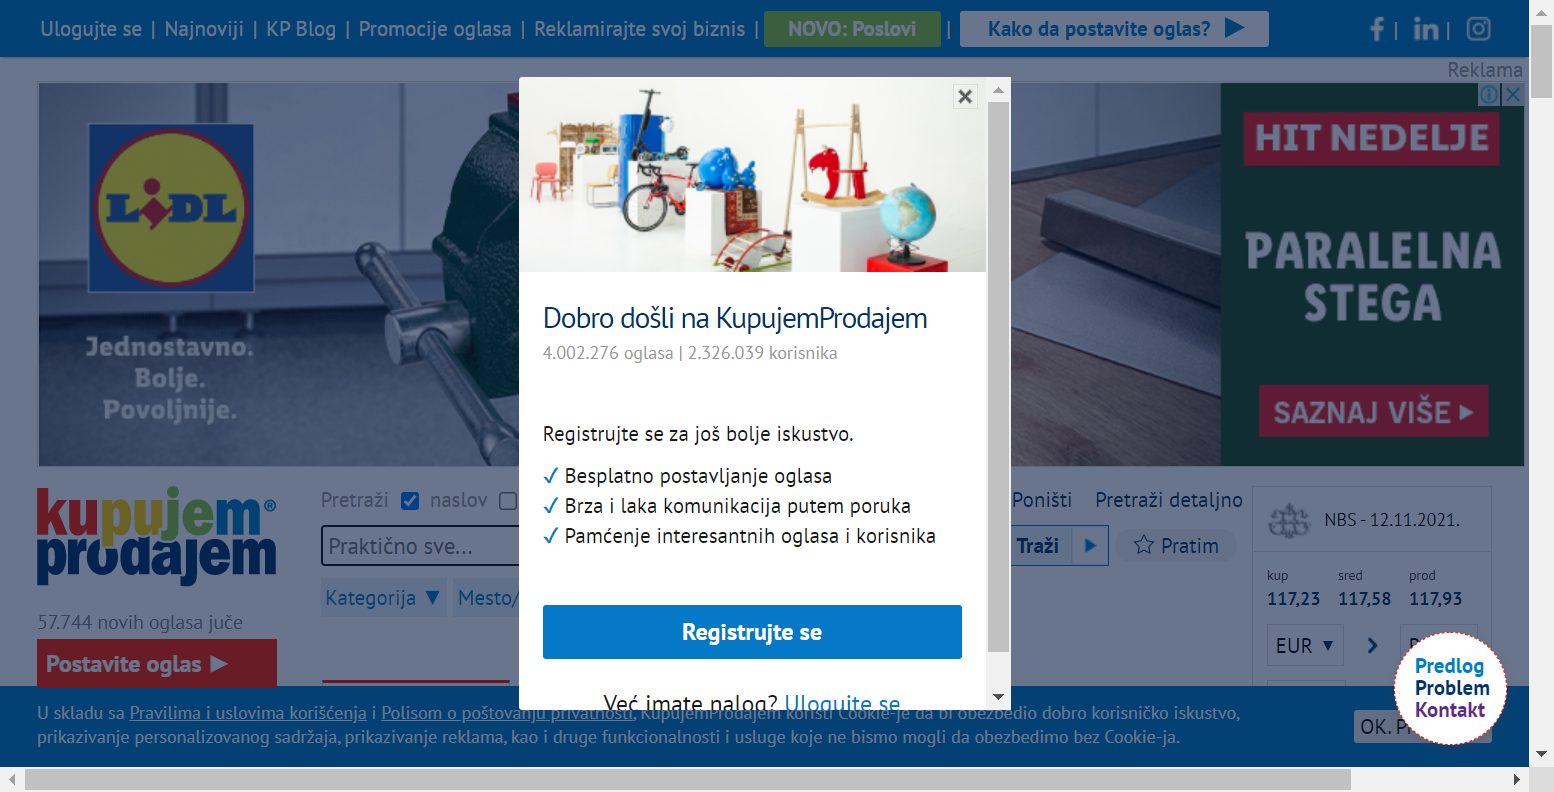 Ulogujte se | Najnoviji | KP Blog | Promocije oglasa | Reklamirajte svoj biznis | NOVO: Poslovi | Kako da postavite oglas?
Reklama
LIDL
Jednostavno.
Bolje.
Povoljnije.
HIT NEDELJE
PARALELNA
STEGA
SAZNAJ VIŠE
Dobro došli na KupujemProdajem
4.002.276 oglasa | 2.326.039 korisnika
Registrujte se za još bolje iskustvo.
✓ Besplatno postavljanje oglasa
✓ Brza i laka komunikacija putem poruka
✓ Pamćenje interesantnih oglasa i korisnika
Registrujte se
Već imate nalog? Ulogujte se
kupujem®
prodajem
57.744 novih oglasa juče
Postavite oglas
Pretraži naslov
Poništi Pretraži detaljno
Praktično sve...
Traži
Pratim
Kategorija ▼ Mesto/
NBS - 12.11.2021.
kup sred prod
117,23 117,58 117,93
EUR ▼
Predlog
Problem
Kontakt
U skladu sa Pravilima i uslovima korišćenja i Polisom o poštovanju privatnosti, KupujemProdajem koristi Cookie-je da bi obezbedio dobro korisničko iskustvo,
prikazivanje personalizovanog sadržaja, prikazivanje reklama, kao i druge funkcionalnosti i usluge koje ne bismo mogli da obezbedimo bez Cookie-ja.
OK.